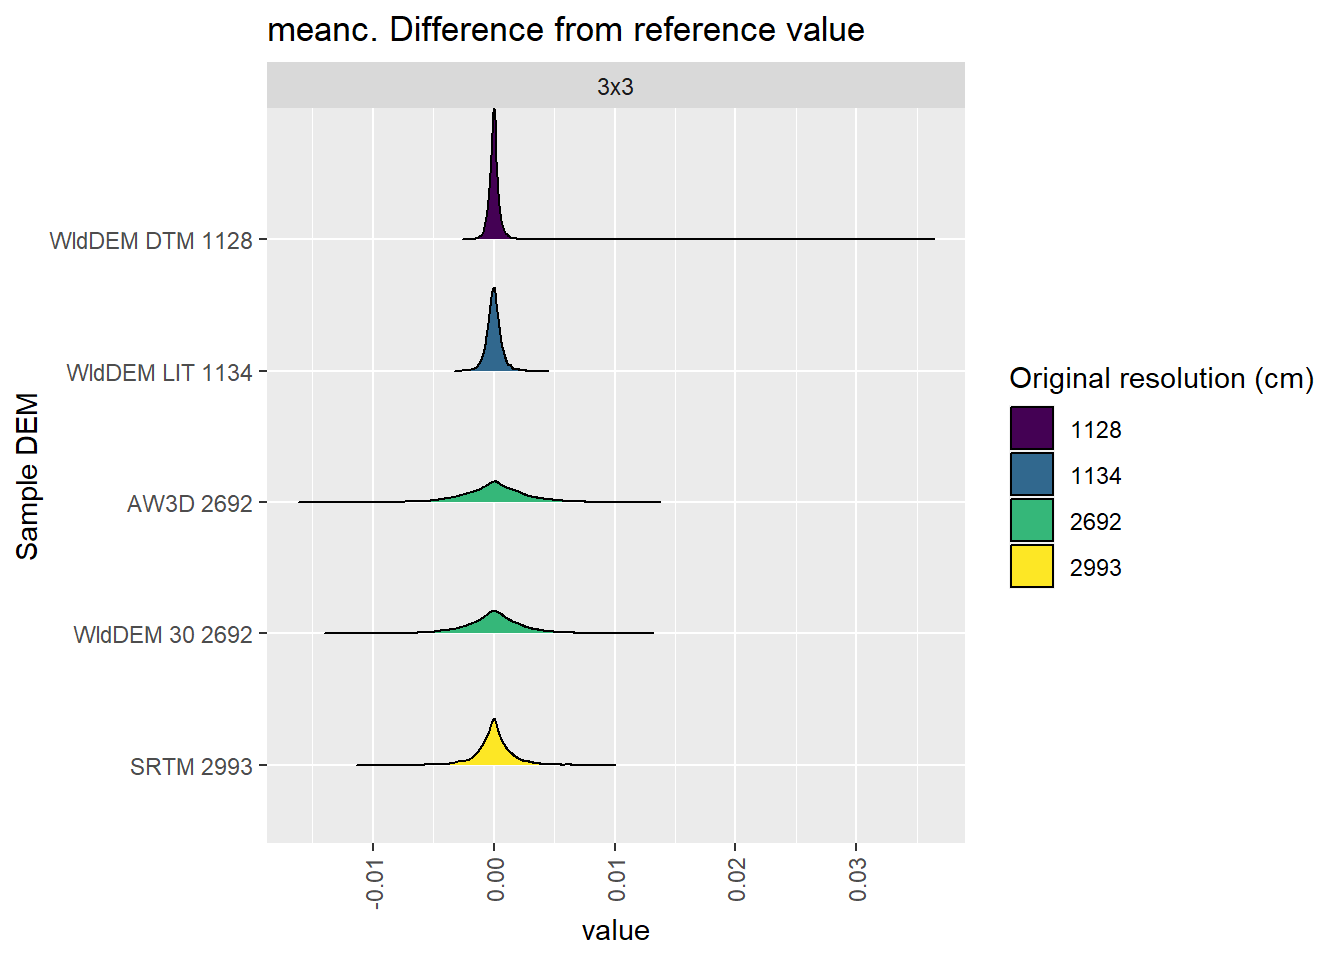 meanc. Difference from reference value
3x3
Sample DEM
WldDEM DTM 1128
WldDEM LIT 1134
AW3D 2692
WldDEM 30 2692
SRTM 2993
-0.01
0.00
0.01
0.02
0.03
value
Original resolution (cm)
1128
1134
2692
2993